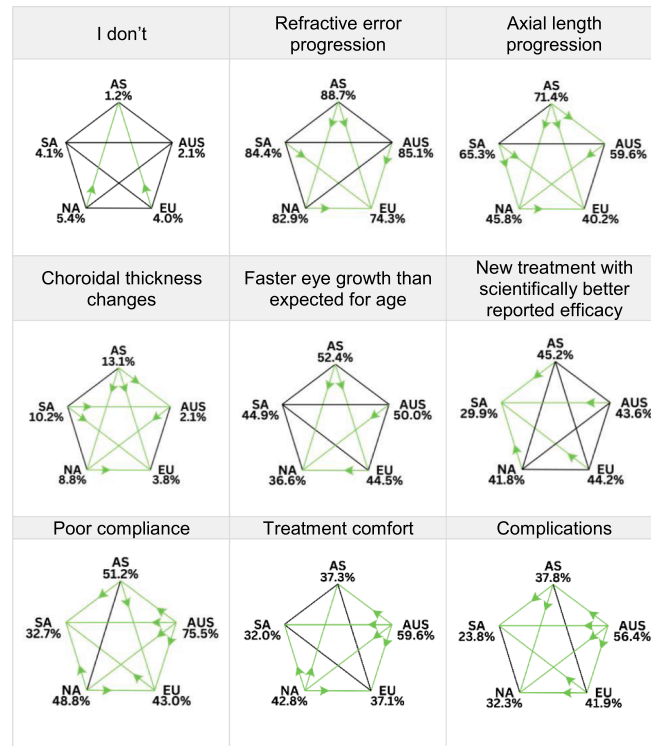 I don't
Refractive error
progression
Axial length
progression
AS
1.2%
SA
4.1%
AUS
2.1%
NA
5.4%
EU
4.0%
AS
88.7%
SA
84.4%
AUS
85.1%
NA
82.9%
EU
74.3%
AS
71.4%
SA
65.3%
AUS
59.6%
NA
45.8%
EU
40.2%
Choroidal thickness
changes
Faster eye growth than
expected for age
New treatment with
scientifically better
reported efficacy
AS
13.1%
SA
10.2%
AUS
2.1%
NA
8.8%
EU
3.8%
AS
52.4%
SA
44.9%
AUS
50.0%
NA
36.6%
EU
44.5%
AS
45.2%
SA
29.9%
AUS
43.6%
NA
41.8%
EU
44.2%
Poor compliance
Treatment comfort
Complications
AS
51.2%
SA
32.7%
AUS
75.5%
NA
48.8%
EU
43.0%
AS
37.3%
SA
32.0%
AUS
59.6%
NA
42.8%
EU
37.1%
AS
37.8%
SA
23.8%
AUS
56.4%
NA
32.3%
EU
41.9%